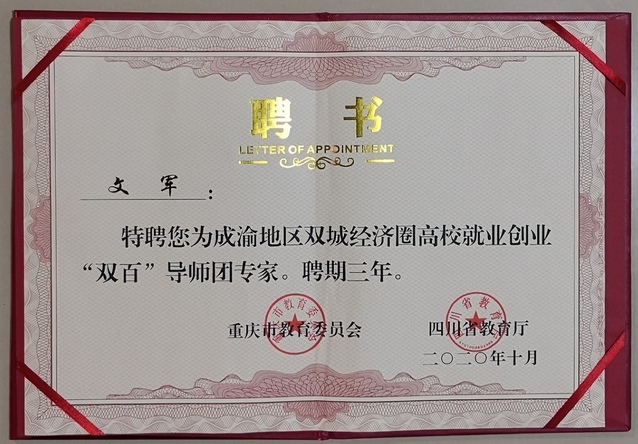 聘书
LETTER OF APPOINTMENT
文军：
特聘您为成渝地区双城经济圈高校就业创业
“双百”导师团专家。聘期三年。
重庆市教育委员会 四川省教育厅
二〇二〇年十月